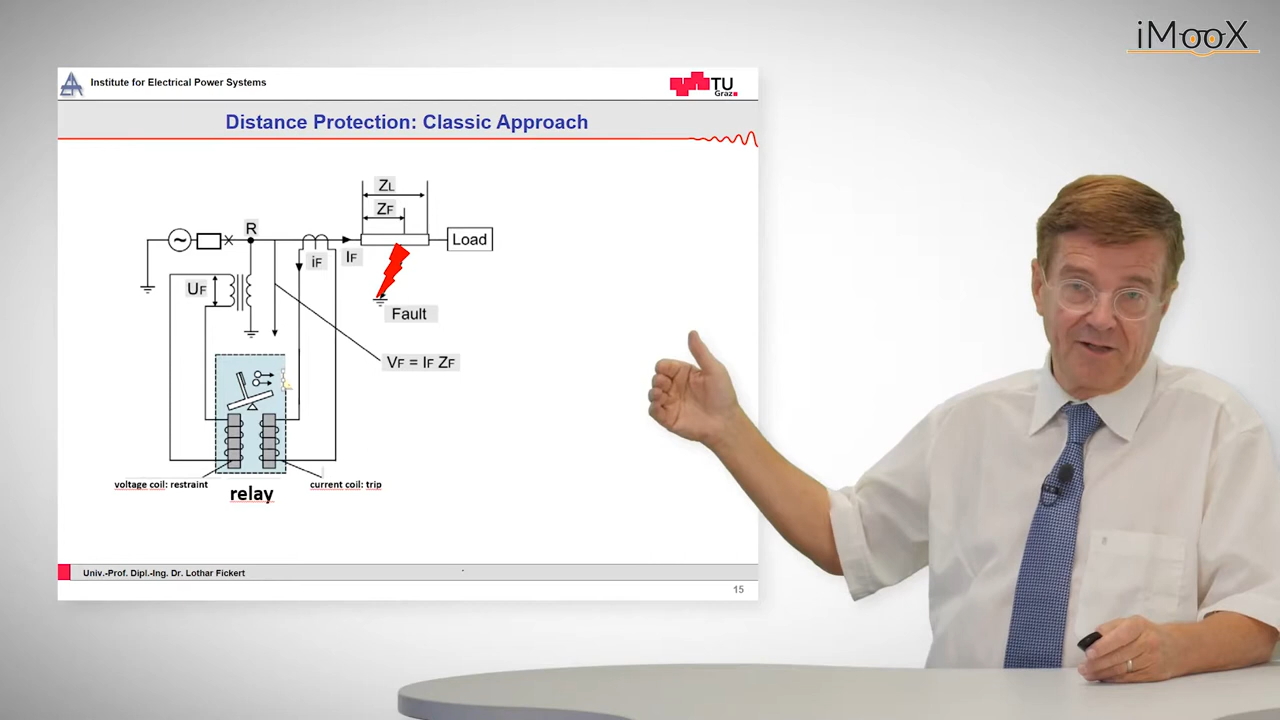 iMooX
Institute for Electrical Power Systems
TU
Graz
Distance Protection: Classic Approach
ZL
ZF
R
~
Load
iF
IF
UF
Fault
VF = IF ZF
voltage coil: restraint
current coil: trip
relay
Univ.-Prof. Dipl.-Ing. Dr. Lothar Fickert
15